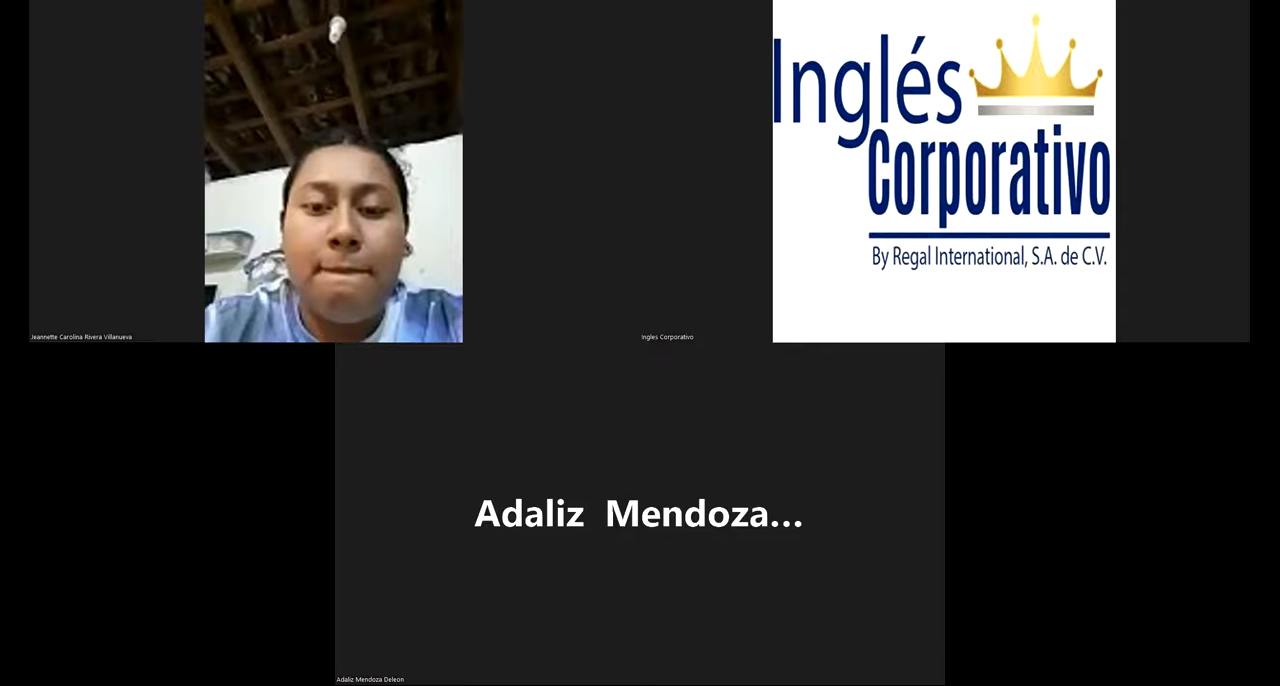 Inglés
Corporativo
By Regal International, S.A. de C.V.
Jeannette Carolina Rivera Villanueva
Ingles Corporativo
Adaliz Mendoza...
Adaliz Mendoza Deleon